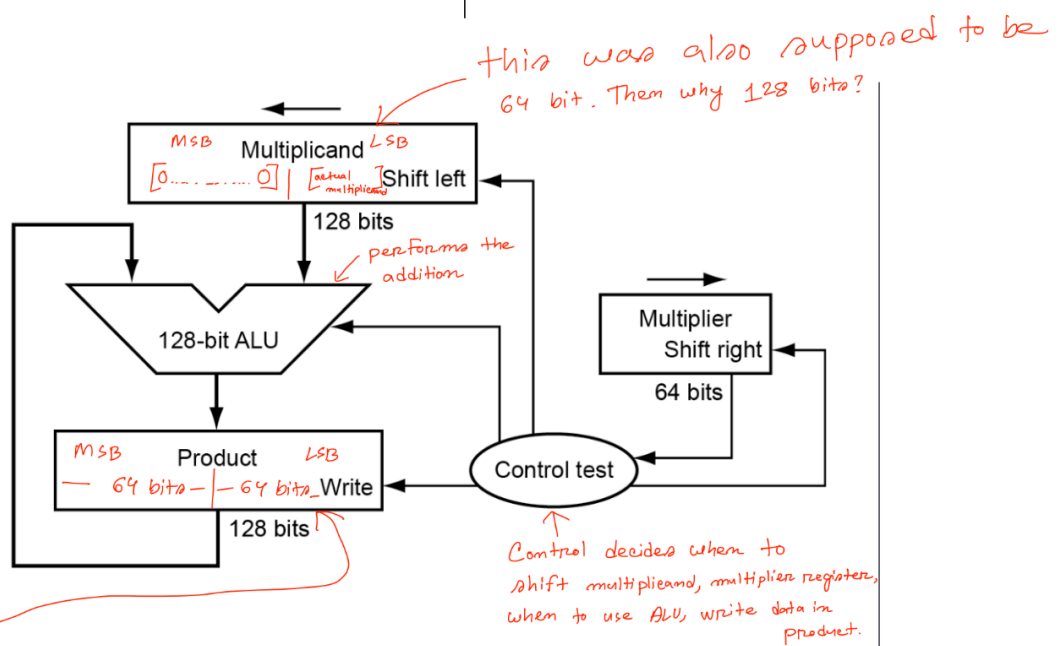 this was also supposed to be
64 bit. Then why 128 bits?
MSB LSB
Multiplicand
[0............0] | [actual multiplicand]
Shift left
128 bits
performs the
addition
128-bit ALU
Multiplier
Shift right
64 bits
MSB LSB
Product
— 64 bits — | — 64 bits — Write
128 bits
Control test
Control decides when to
shift multiplicand, multiplier register,
when to use ALU, write data in
product.